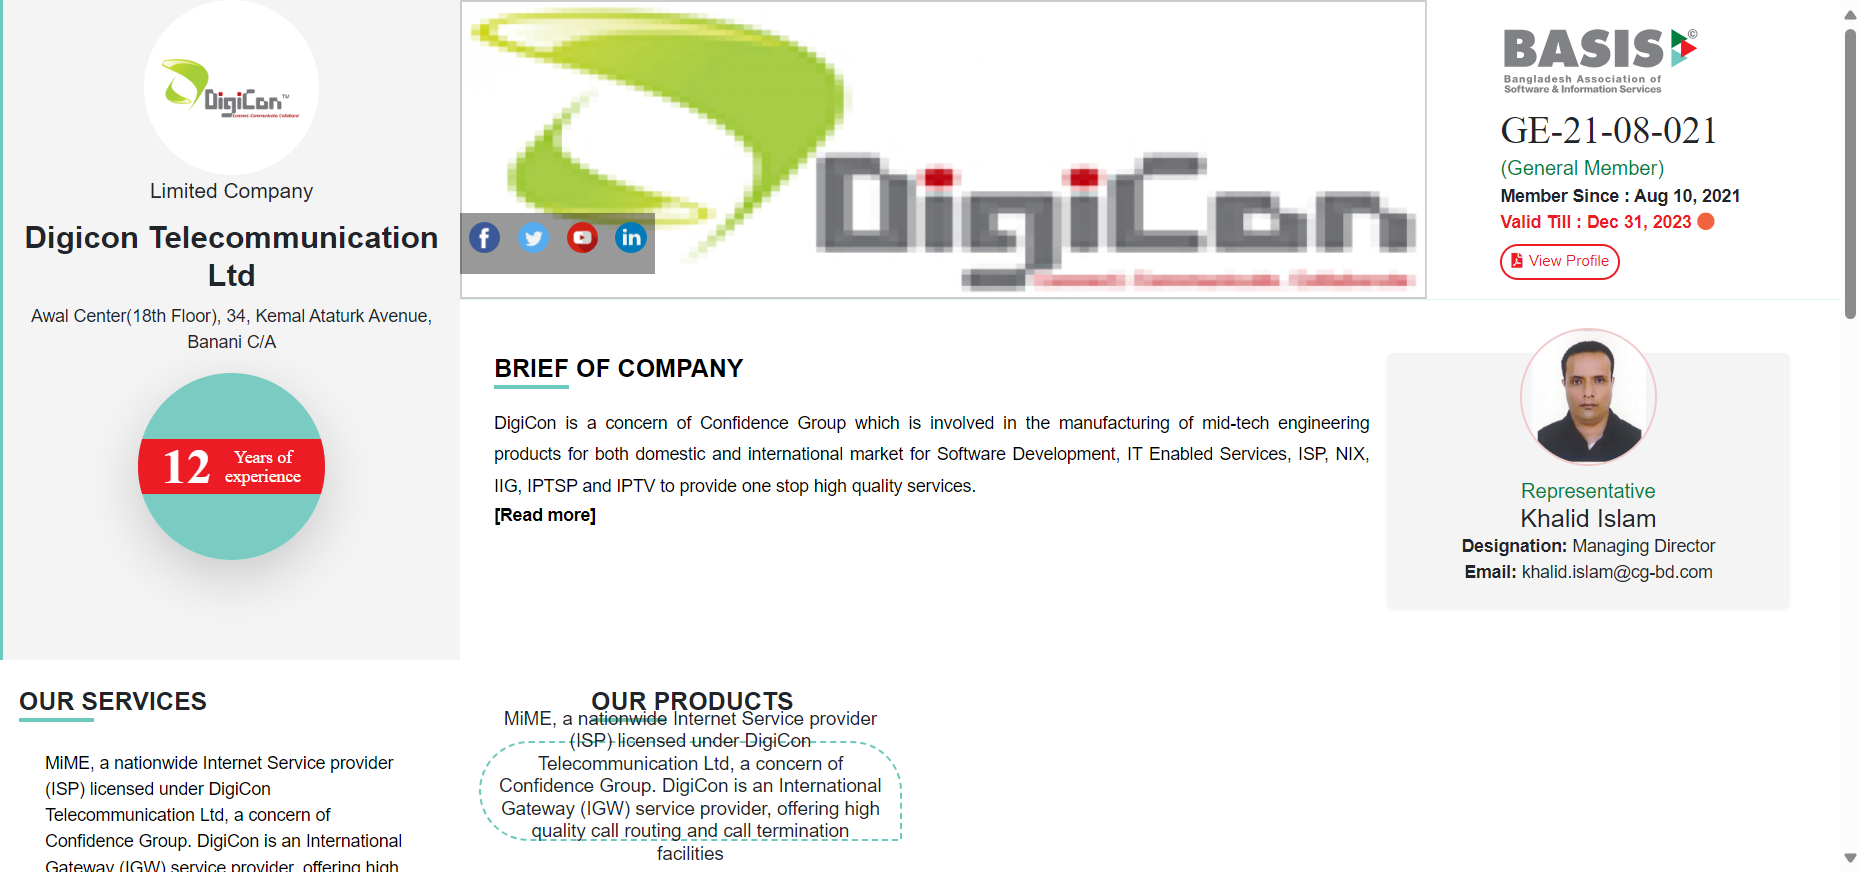 DigiCon™
Connect. Communicate. Collaborate
Limited Company
Digicon Telecommunication
Ltd
Awal Center(18th Floor), 34, Kemal Ataturk Avenue,
Banani C/A
12 Years of
experience
DigiCon
Connect. Communicate. Collaborate
BASIS©
Bangladesh Association of
Software & Information Services
GE-21-08-021
(General Member)
Member Since : Aug 10, 2021
Valid Till : Dec 31, 2023
View Profile
BRIEF OF COMPANY
DigiCon is a concern of Confidence Group which is involved in the manufacturing of mid-tech engineering
products for both domestic and international market for Software Development, IT Enabled Services, ISP, NIX,
IIG, IPTSP and IPTV to provide one stop high quality services.
[Read more]
Representative
Khalid Islam
Designation: Managing Director
Email: khalid.islam@cg-bd.com
OUR SERVICES
MiME, a nationwide Internet Service provider
(ISP) licensed under DigiCon
Telecommunication Ltd, a concern of
Confidence Group. DigiCon is an International
Gateway (IGW) service provider, offering high
OUR PRODUCTS
MiME, a nationwide Internet Service provider
(ISP) licensed under DigiCon
Telecommunication Ltd, a concern of
Confidence Group. DigiCon is an International
Gateway (IGW) service provider, offering high
quality call routing and call termination
facilities